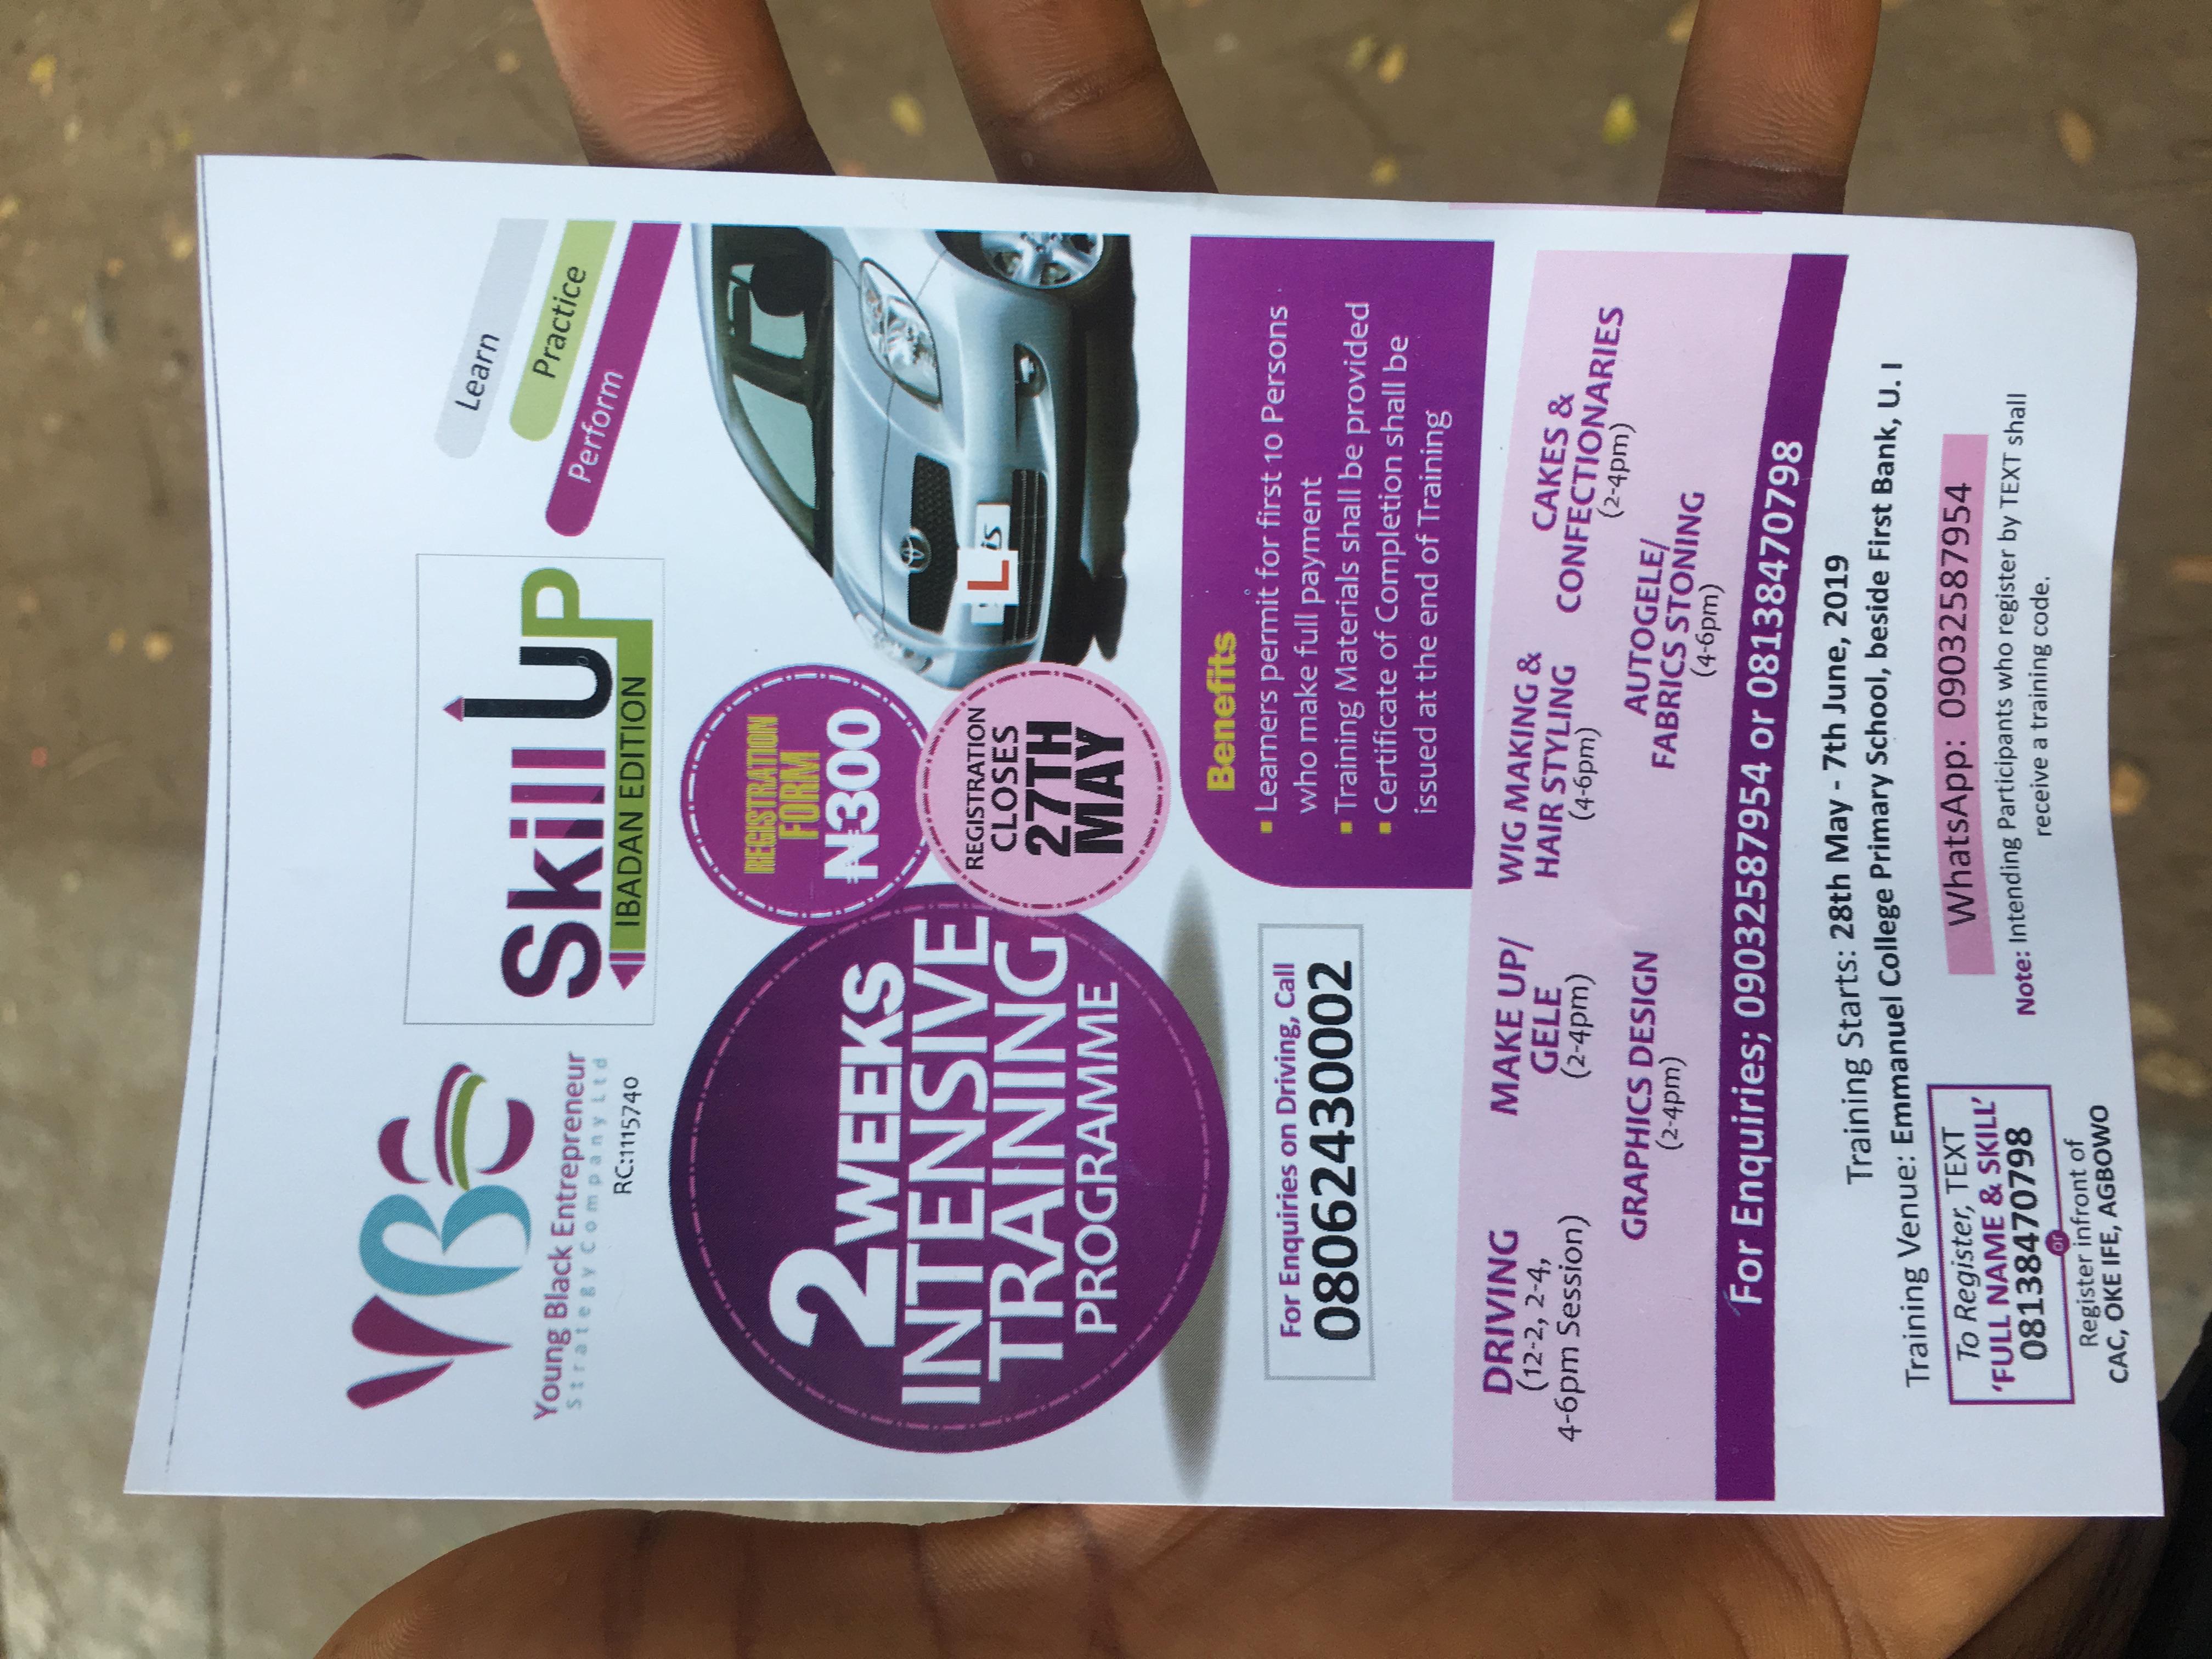 YBE
Young Black Entrepreneur
Strategy Company Ltd
RC:1115740
Skill UP
IBADAN EDITION
Learn
Practice
Perform
2 WEEKS
INTENSIVE
TRAINING
PROGRAMME
REGISTRATION
FORM
₦300
REGISTRATION
CLOSES
27TH
MAY
L is
For Enquiries on Driving, Call
08062430002
Benefits
▪ Learners permit for first 10 Persons
who make full payment
▪ Training Materials shall be provided
▪ Certificate of Completion shall be
issued at the end of Training
DRIVING
(12-2, 2-4,
4-6pm Session)
MAKE UP/
GELE
(2-4pm)
WIG MAKING &
HAIR STYLING
(4-6pm)
CAKES &
CONFECTIONARIES
(2-4pm)
GRAPHICS DESIGN
(2-4pm)
AUTOGELE/
FABRICS STONING
(4-6pm)
For Enquiries; 09032587954 or 08138470798
Training Starts: 28th May - 7th June, 2019
Training Venue: Emmanuel College Primary School, beside First Bank, U. I
To Register, TEXT
'FULL NAME & SKILL'
08138470798
or
Register infront of
CAC, OKE IFE, AGBOWO
WhatsApp: 09032587954
Note: Intending Participants who register by TEXT shall
receive a training code.